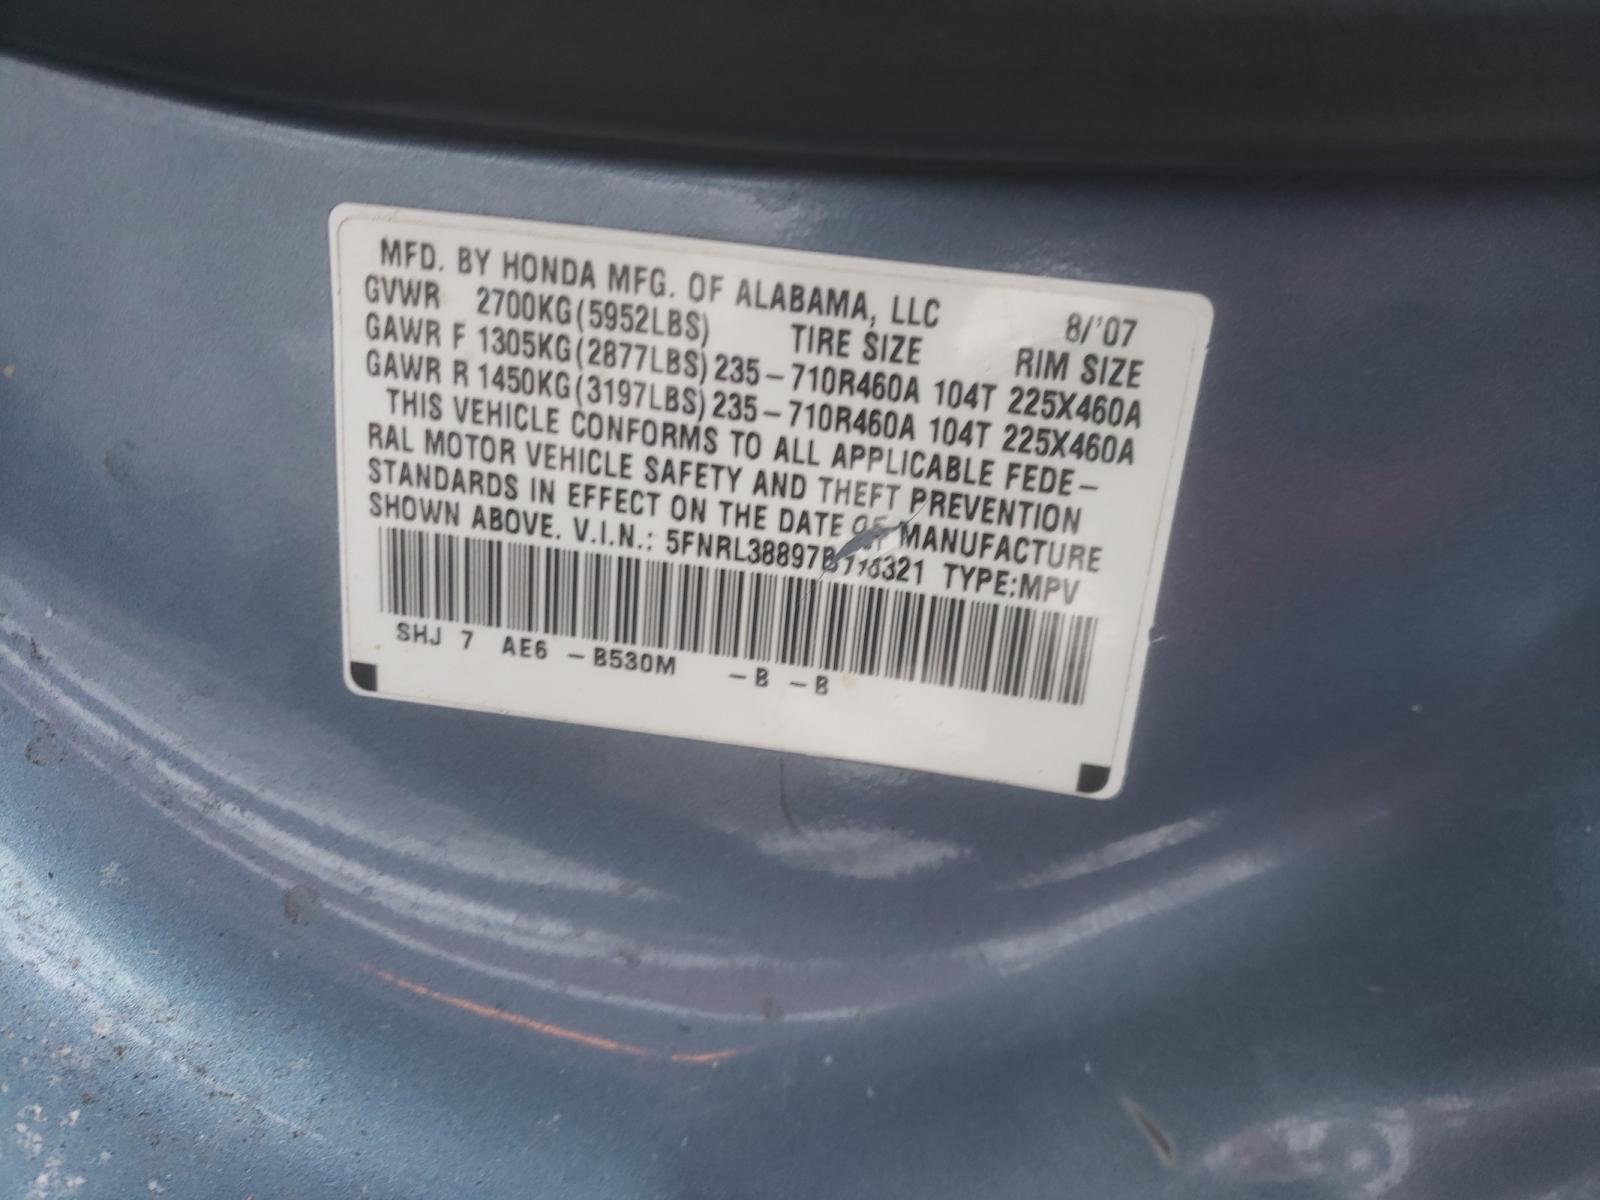 MFD. BY HONDA MFG. OF ALABAMA, LLC 8/'07
GVWR 2700KG(5952LBS) TIRE SIZE RIM SIZE
GAWR F 1305KG(2877LBS) 235-710R460A 104T 225X460A
GAWR R 1450KG(3197LBS) 235-710R460A 104T 225X460A
THIS VEHICLE CONFORMS TO ALL APPLICABLE FEDE-
RAL MOTOR VEHICLE SAFETY AND THEFT PREVENTION
STANDARDS IN EFFECT ON THE DATE OF MANUFACTURE
SHOWN ABOVE. V.I.N.: TYPE:MPV
SHJ 7 AE6 -B530M -B -B